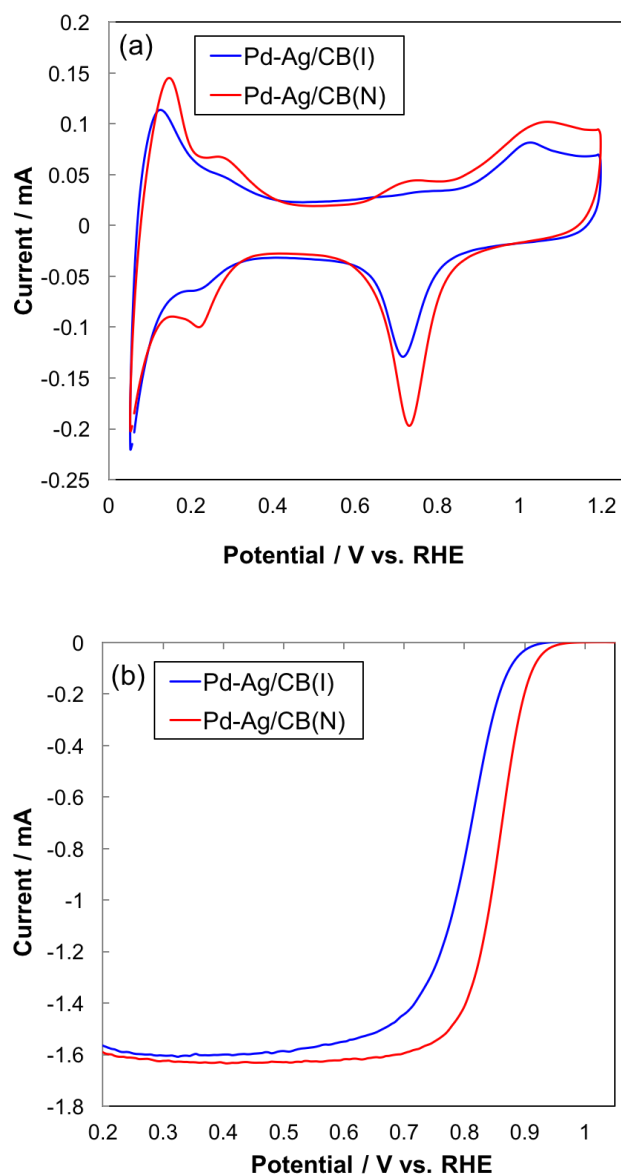 (a)
Pd-Ag/CB(I)
Pd-Ag/CB(N)
0.2
0.15
0.1
0.05
0
-0.05
-0.1
-0.15
-0.2
-0.25
Current / mA
0 0.2 0.4 0.6 0.8 1 1.2
Potential / V vs. RHE
(b)
Pd-Ag/CB(I)
Pd-Ag/CB(N)
0
-0.2
-0.4
-0.6
-0.8
-1
-1.2
-1.4
-1.6
-1.8
Current / mA
0.2 0.3 0.4 0.5 0.6 0.7 0.8 0.9 1
Potential / V vs. RHE